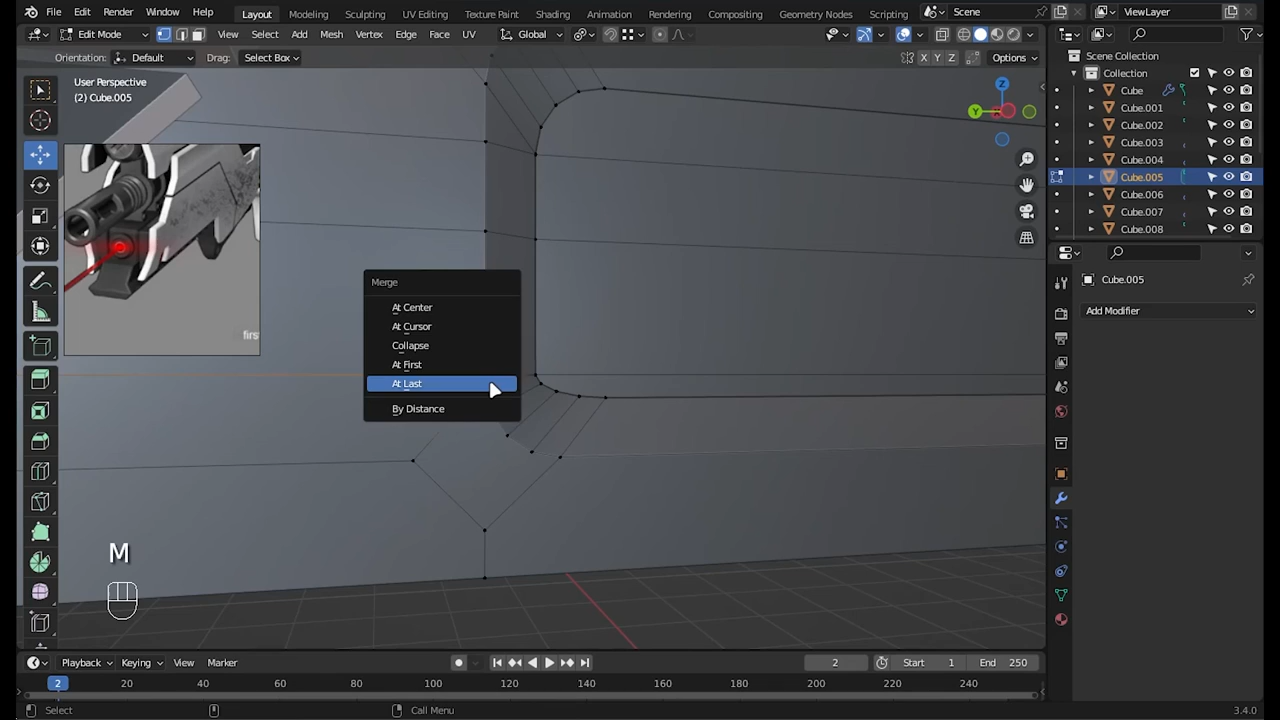 File Edit Render Window Help Layout Modeling Sculpting UV Editing Texture Paint Shading Animation Rendering Compositing Geometry Nodes Scripting Scene ViewLayer
Edit Mode View Select Add Mesh Vertex Edge Face UV Global
Orientation: Default Drag: Select Box X Y Z Options
User Perspective
(2) Cube.005
Z
Y
first
Merge
At Center
At Cursor
Collapse
At First
At Last
By Distance
M
Scene Collection
Collection
Cube
Cube.001
Cube.002
Cube.003
Cube.004
Cube.005
Cube.006
Cube.007
Cube.008
Cube.005
Add Modifier
Playback Keying View Marker 2 Start 1 End 250
2 20 40 60 80 100 120 140 160 180 200 220 240
Select Call Menu 3.4.0